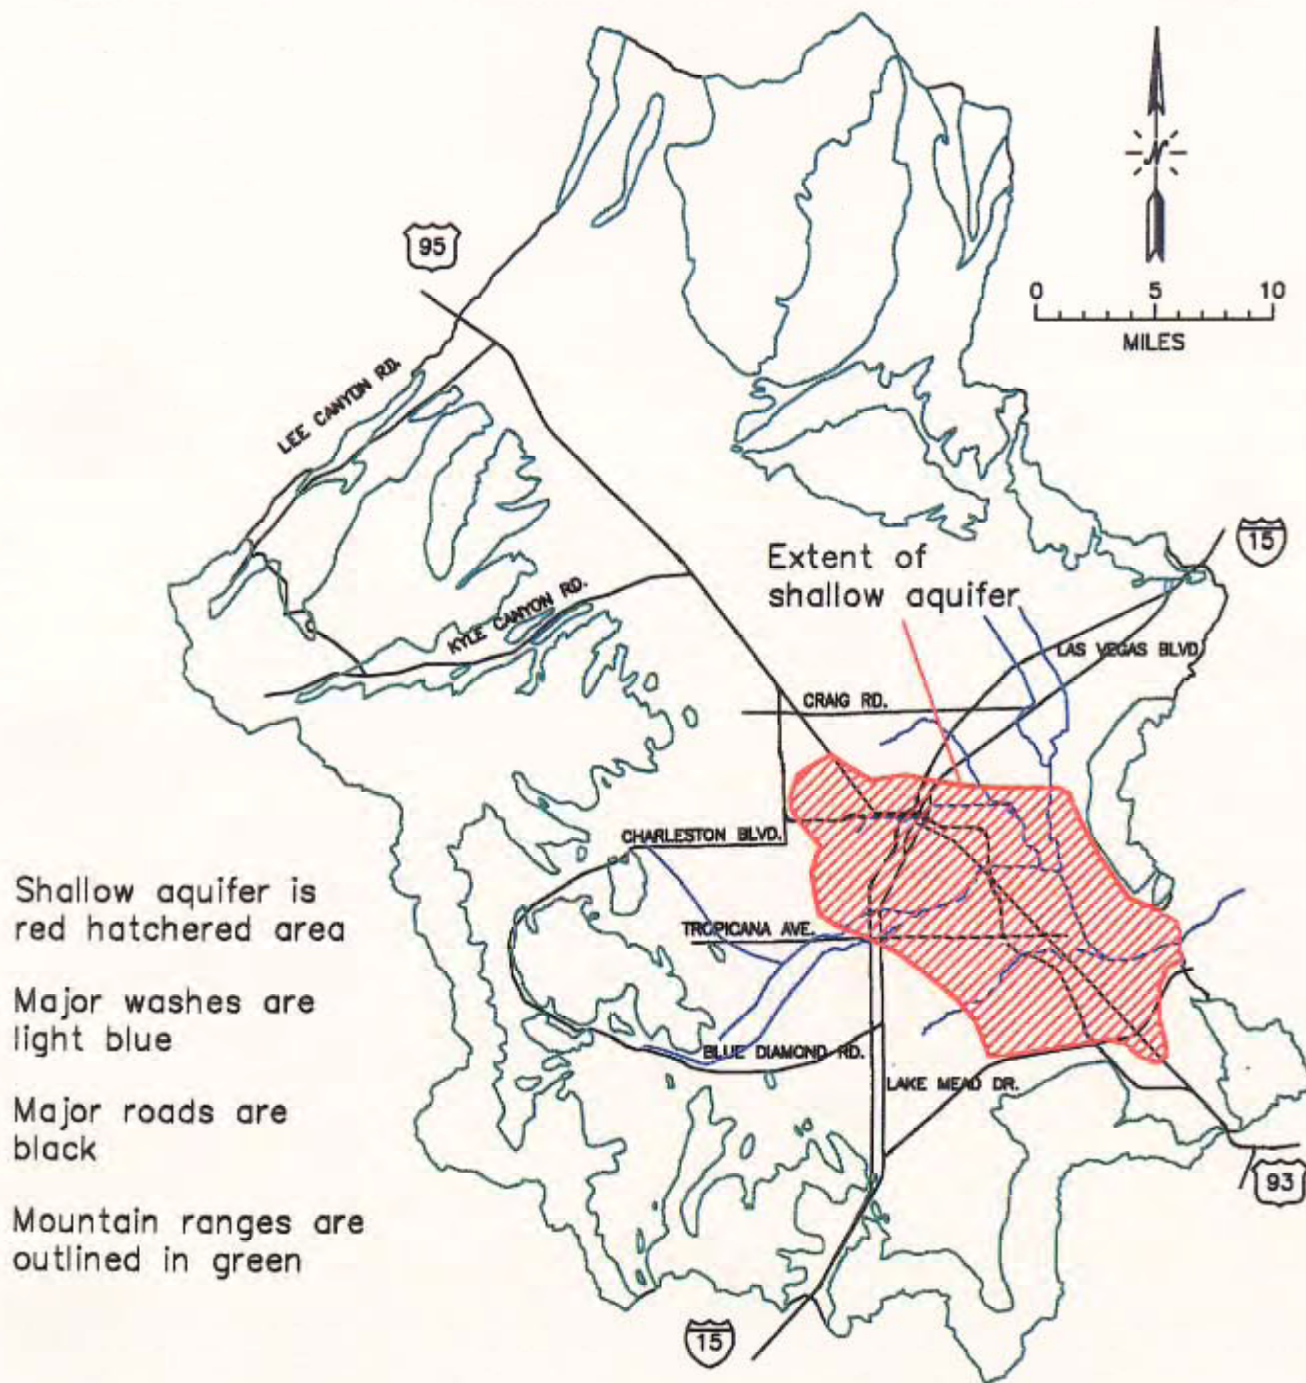 N
95
0 5 10
MILES
LEE CANYON RD.
15
Extent of
shallow aquifer
KYLE CANYON RD.
LAS VEGAS BLVD
CRAIG RD.
CHARLESTON BLVD.
Shallow aquifer is
red hatchered area
TROPICANA AVE.
Major washes are
light blue
BLUE DIAMOND RD.
LAKE MEAD DR.
Major roads are
black
93
Mountain ranges are
outlined in green
15